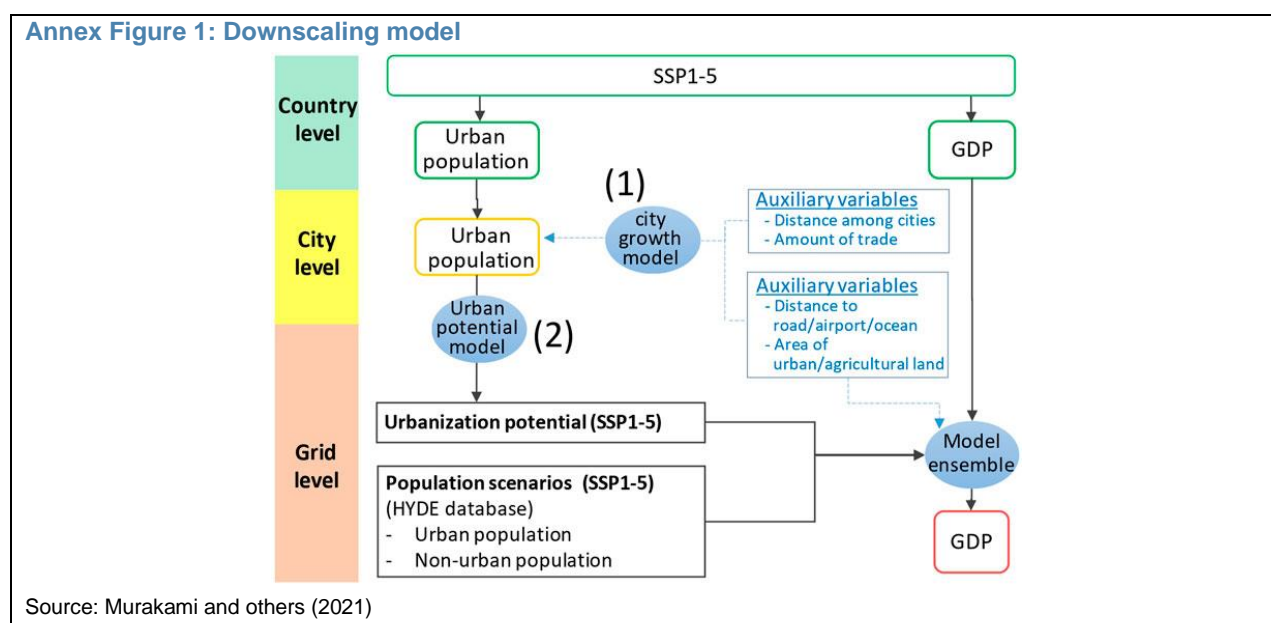 Annex Figure 1: Downscaling model
SSP1-5
Country
level
Urban
population
GDP
(1)
City
level
Urban
population
city
growth
model
Auxiliary variables
- Distance among cities
- Amount of trade
Auxiliary variables
- Distance to
road/airport/ocean
- Area of
urban/agricultural land
Urban
potential
model
(2)
Grid
level
Urbanization potential (SSP1-5)
Population scenarios (SSP1-5)
(HYDE database)
- Urban population
- Non-urban population
Model
ensemble
GDP
Source: Murakami and others (2021)